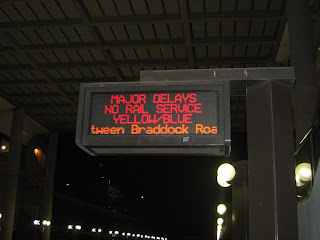 MAJOR DELAYS
NO RAIL SERVICE
YELLOW/BLUE
tween Braddock Roa